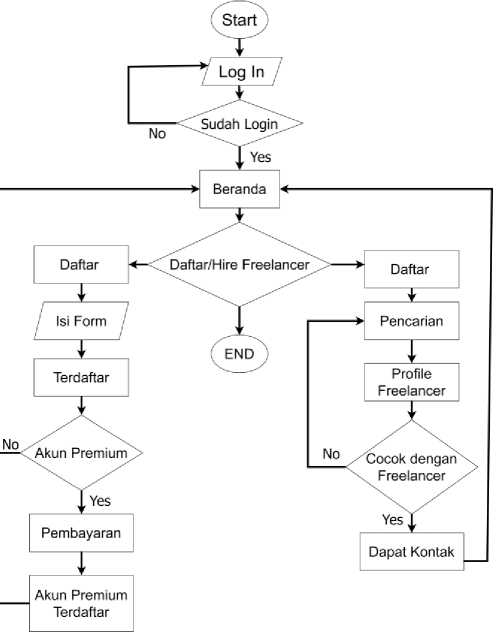 Start
Log In
Sudah Login
No
Yes
Beranda
Daftar/Hire Freelancer
Daftar
Isi Form
Terdaftar
Akun Premium
No
Yes
Pembayaran
Akun Premium
Terdaftar
END
Daftar
Pencarian
Profile
Freelancer
Cocok dengan
Freelancer
No
Yes
Dapat Kontak